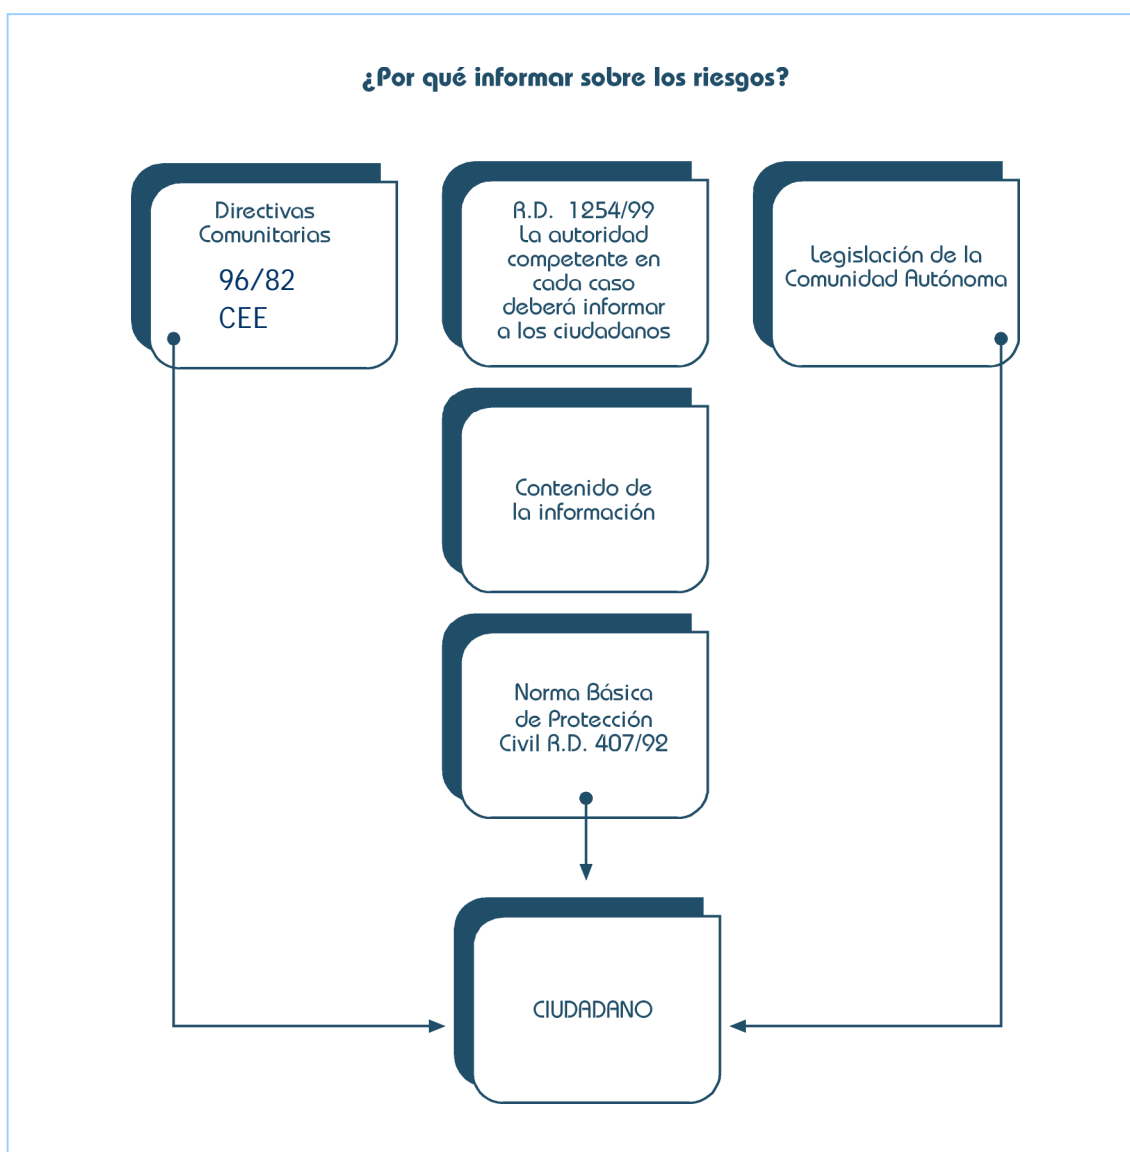 ¿Por qué informar sobre los riesgos?
Directivas
Comunitarias
96/82
CEE
R.D. 1254/99
La autoridad
competente en
cada caso
deberá informar
a los ciudadanos
Legislación de la
Comunidad Autónoma
Contenido de
la información
Norma Básica
de Protección
Civil R.D. 407/92
CIUDADANO